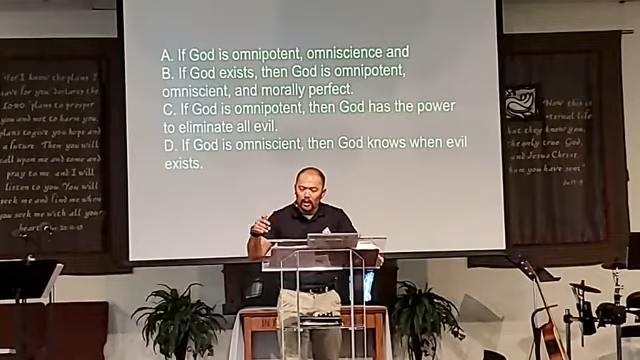 A. If God is omnipotent, omniscience and
B. If God exists, then God is omnipotent,
omniscient, and morally perfect.
C. If God is omnipotent, then God has the power
to eliminate all evil.
D. If God is omniscient, then God knows when evil
exists.
"For I know the plans I
have for you," declares the
LORD "plans to prosper
you and not to harm you,
plans to give you hope and
a future. Then you will
call upon me and come and
pray to me, and I will
listen to you. You will
seek me and find me when
you seek me with all your
heart"
Now this is
eternal life
that they know you,
the only true God,
and Jesus Christ,
whom you have sent"
IN